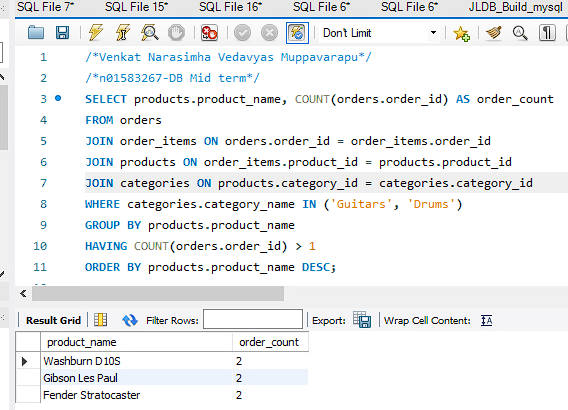 SQL File 7* SQL File 15* SQL File 16* SQL File 6* SQL File 6* JLDB_Build_mysql
Don't Limit
1 /*Venkat Narasimha Vedavyas Muppavarapu*/
2 /*n01583267-DB Mid term*/
3 SELECT products.product_name, COUNT(orders.order_id) AS order_count
4 FROM orders
5 JOIN order_items ON orders.order_id = order_items.order_id
6 JOIN products ON order_items.product_id = products.product_id
7 JOIN categories ON products.category_id = categories.category_id
8 WHERE categories.category_name IN ('Guitars', 'Drums')
9 GROUP BY products.product_name
10 HAVING COUNT(orders.order_id) > 1
11 ORDER BY products.product_name DESC;
Result Grid Filter Rows: Export: Wrap Cell Content: IA
product_name order_count
Washburn D10S 2
Gibson Les Paul 2
Fender Stratocaster 2